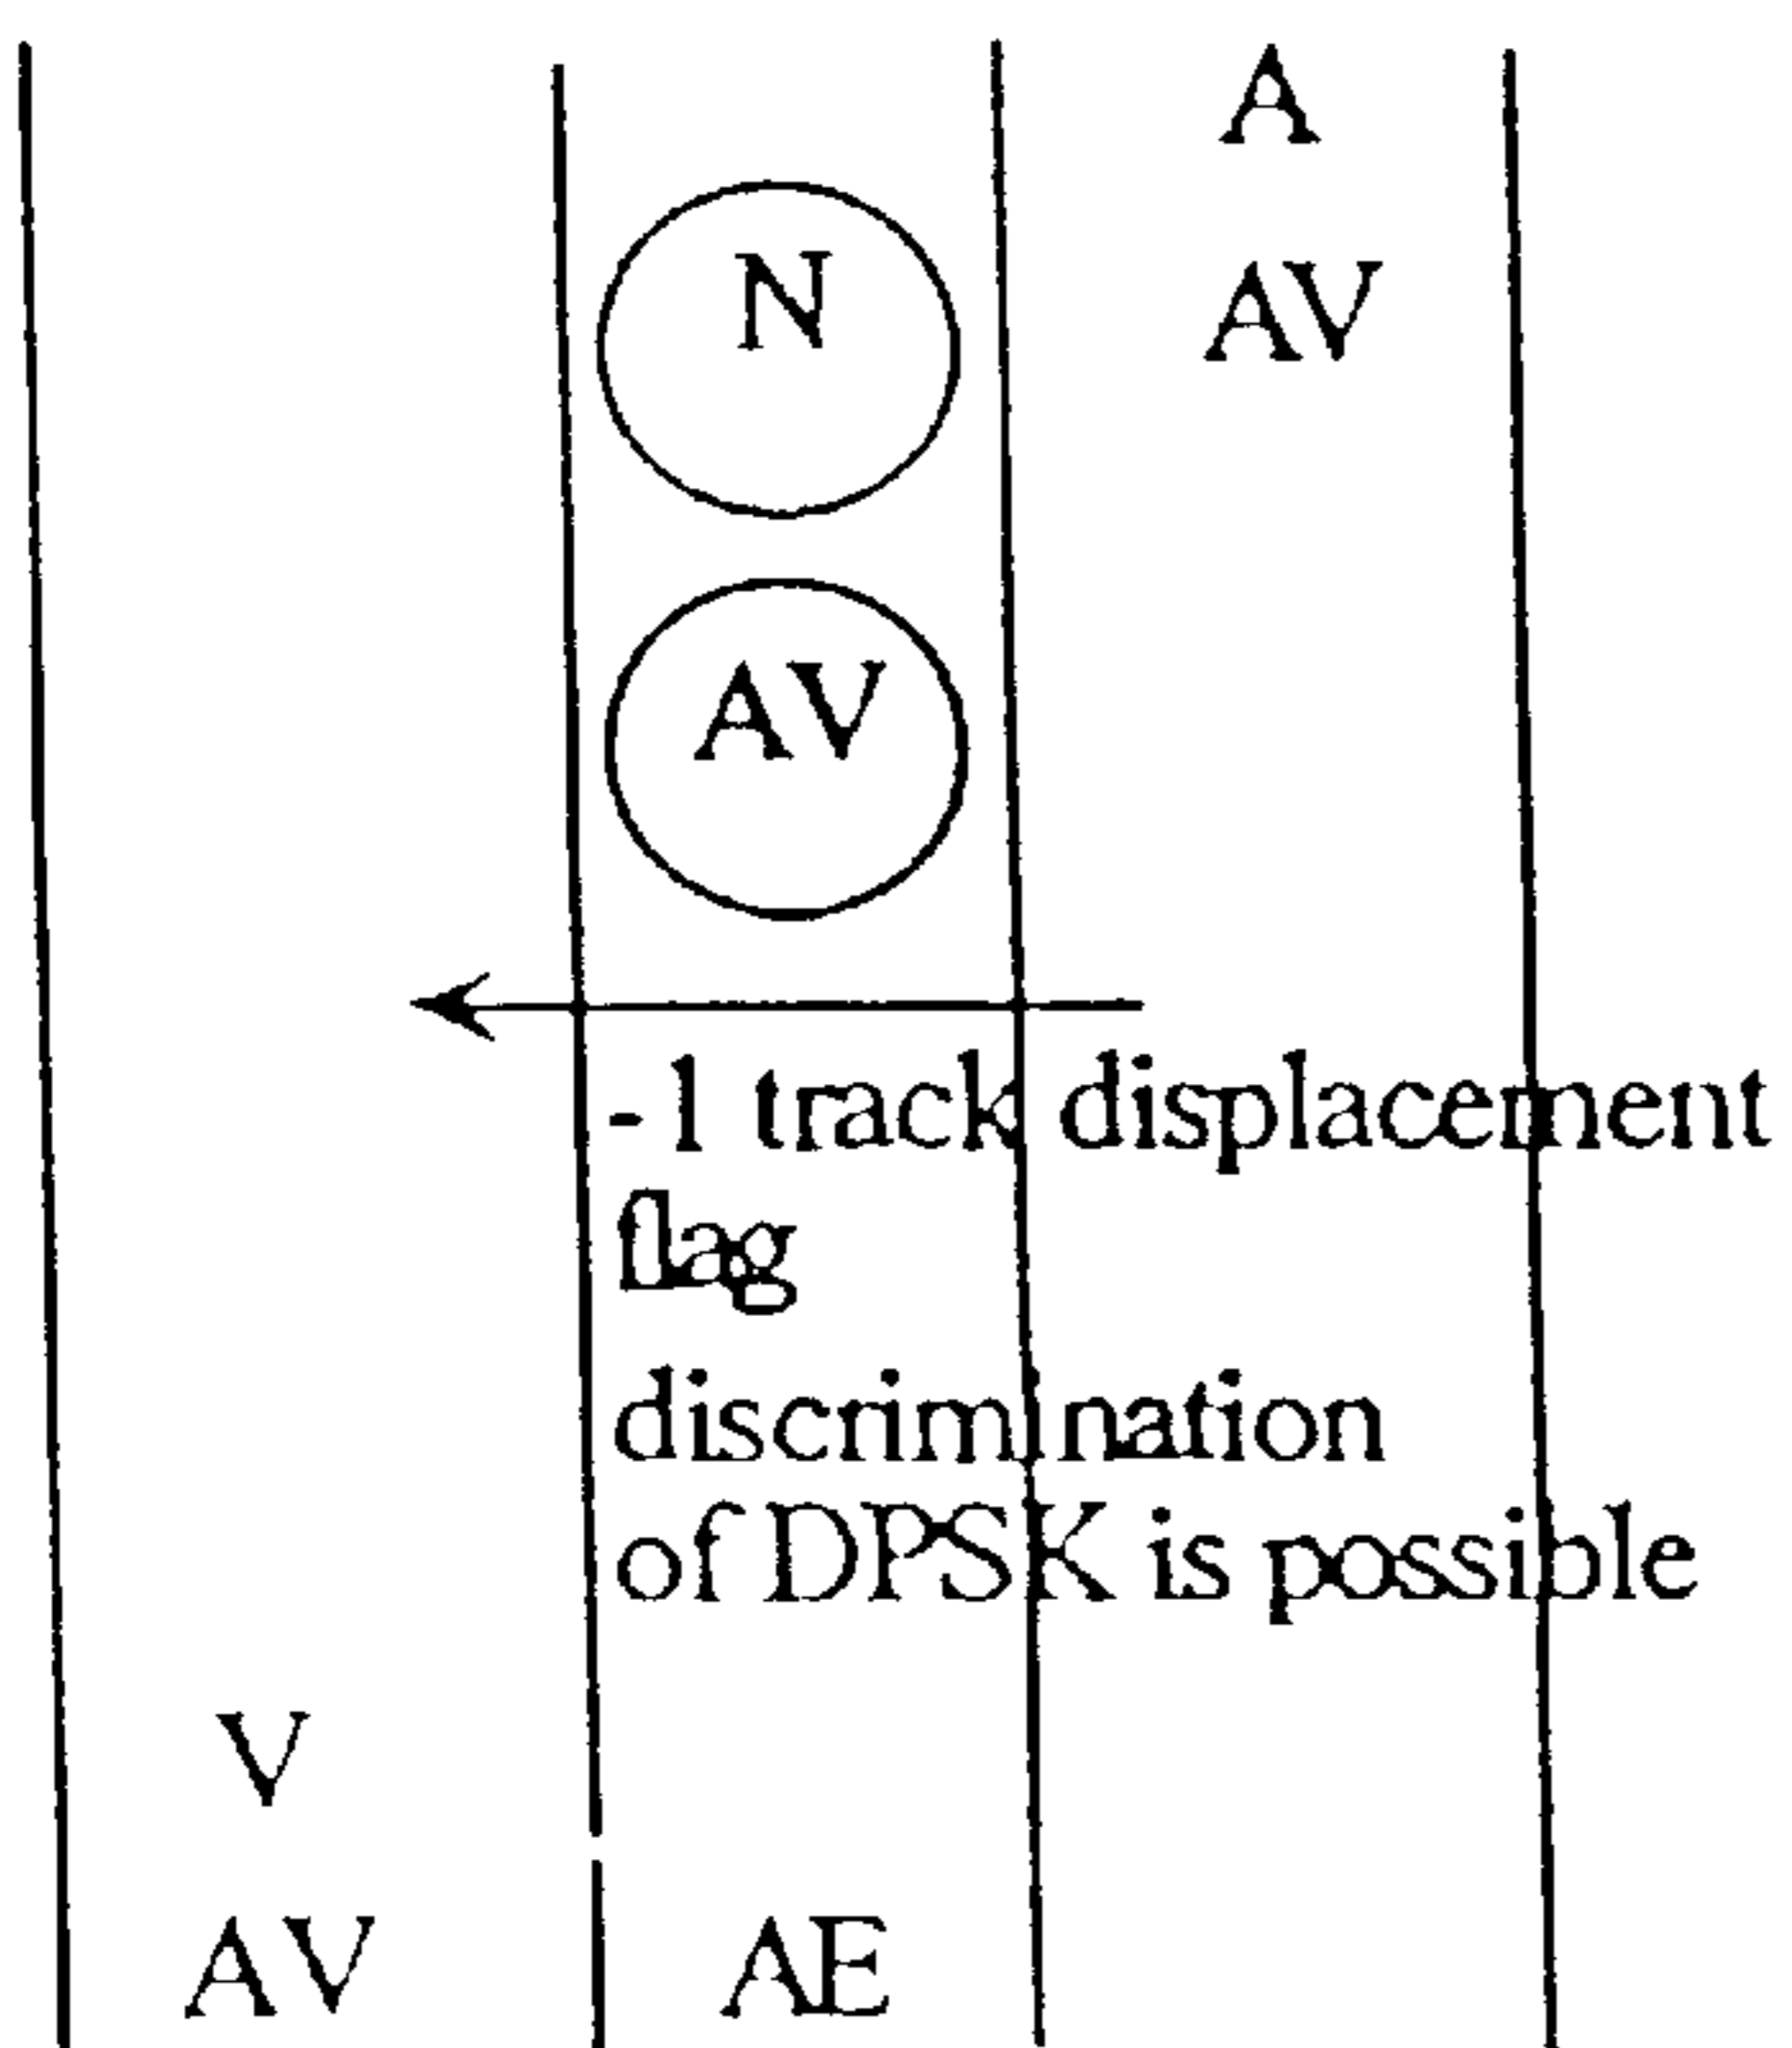 A
N
AV
AV
-1 track displacement
flag
discrimination
of DPSK is possible
V
AV AE